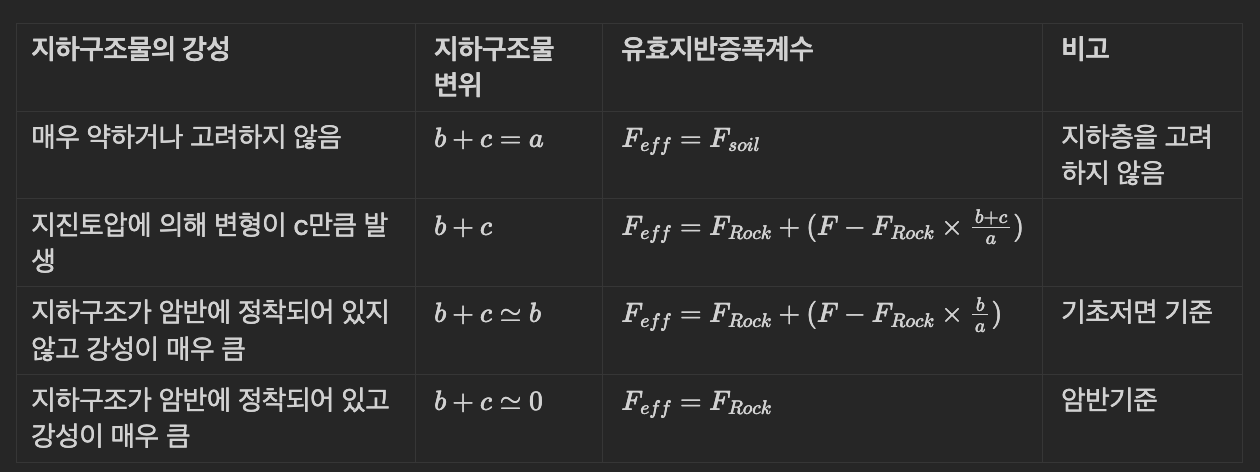 지하구조물의 강성
지하구조물
변위
유효지반증폭계수
비고
매우 약하거나 고려하지 않음
b + c = a
F_{eff} = F_{soil}
지하층을 고려
하지 않음
지진토압에 의해 변형이 c만큼 발
생
b + c
F_{eff} = F_{Rock} + (F − F_{Rock} × \frac{b+c}{a})
지하구조가 암반에 정착되어 있지
않고 강성이 매우 큼
b + c ≃ b
F_{eff} = F_{Rock} + (F − F_{Rock} × \frac{b}{a})
기초저면 기준
지하구조가 암반에 정착되어 있고
강성이 매우 큼
b + c ≃ 0
F_{eff} = F_{Rock}
암반기준